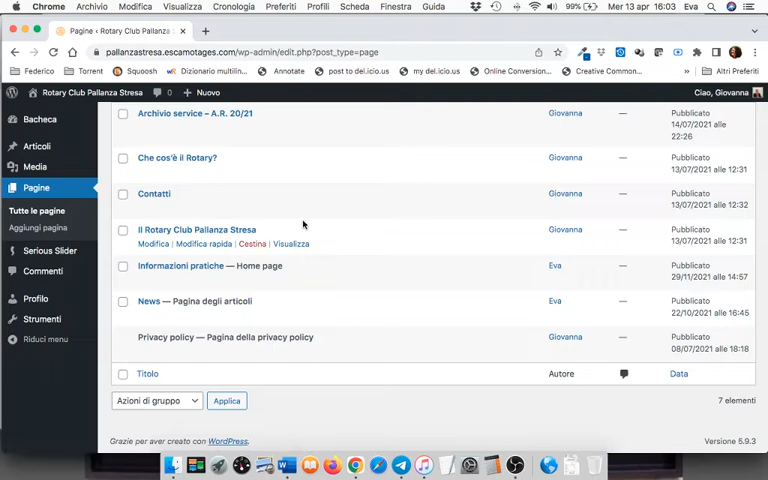 Chrome Archivio Modifica Visualizza Cronologia Preferiti Profili Scheda Finestra Guida 99% Mer 13 apr 16:03 Eva
Pagine ‹ Rotary Club Pallanza
pallanzastresa.escamotages.com/wp-admin/edit.php?post_type=page
Federico Torrent Squoosh Dizionario multilin... Annotate post to del.icio.us my del.icio.us Online Conversion... Creative Common... » Altri Preferiti
Rotary Club Pallanza Stresa 0 + Nuovo Ciao, Giovanna
Bacheca
Articoli
Media
Pagine
Tutte le pagine
Aggiungi pagina
Serious Slider
Commenti
Profilo
Strumenti
Riduci menu
Archivio service – A.R. 20/21 Giovanna — Pubblicato
14/07/2021 alle
22:26
Che cos'è il Rotary? Giovanna — Pubblicato
13/07/2021 alle 12:31
Contatti Giovanna — Pubblicato
13/07/2021 alle 12:32
Il Rotary Club Pallanza Stresa Giovanna — Pubblicato
Modifica | Modifica rapida | Cestina | Visualizza 13/07/2021 alle 12:31
Informazioni pratiche — Home page Eva — Pubblicato
29/11/2021 alle 14:57
News — Pagina degli articoli Eva — Pubblicato
22/10/2021 alle 16:45
Privacy policy — Pagina della privacy policy Giovanna — Pubblicato
08/07/2021 alle 18:18
Titolo Autore Data
Azioni di gruppo Applica 7 elementi
Grazie per aver creato con WordPress. Versione 5.9.3